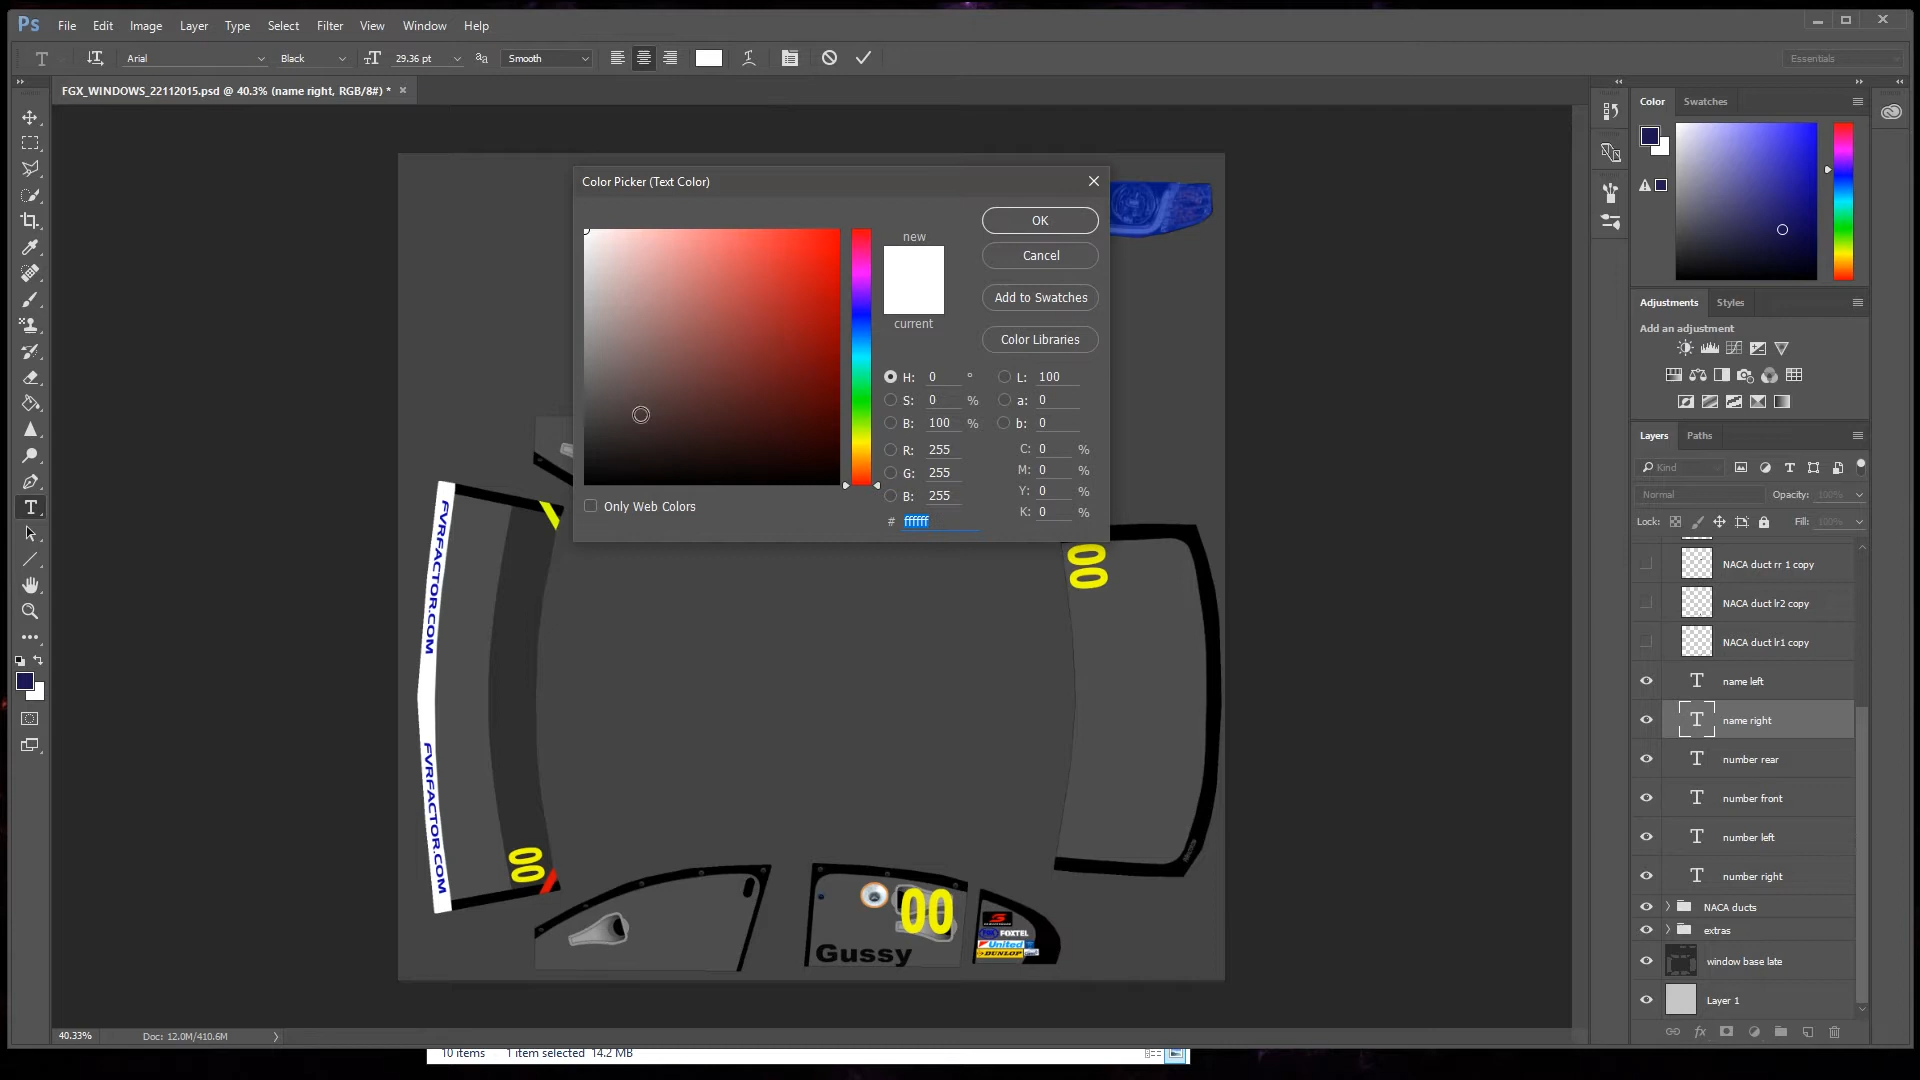 Ps File Edit Image Layer Type Select Filter View Window Help
T Arial Black 29.36 pt aa Smooth Essentials
FGX_WINDOWS_22112015.psd @ 40.3% (name right, RGB/8#) * ×
Color Swatches
Color Picker (Text Color)
OK
new
Cancel
Add to Swatches
current
Color Libraries
H: 0 ° L: 100
S: 0 % a: 0
B: 100 % b: 0
R: 255 C: 0 %
G: 255 M: 0 %
B: 255 Y: 0 %
K: 0 %
Only Web Colors
# ffffff
Adjustments Styles
Add an adjustment
Layers Paths
Kind
Normal Opacity: 100%
Lock: Fill: 100%
NACA duct rr 1 copy
NACA duct lr2 copy
NACA duct lr1 copy
T name left
T name right
T number rear
T number front
T number left
T number right
NACA ducts
extras
window base late
Layer 1
FVRFACTOR.COM
FVRFACTOR.COM
00
00
00
Gussy
FOXTEL
United
DUNLOP
40.33% Doc: 12.0M/410.6M
10 items 1 item selected 14.2 MB